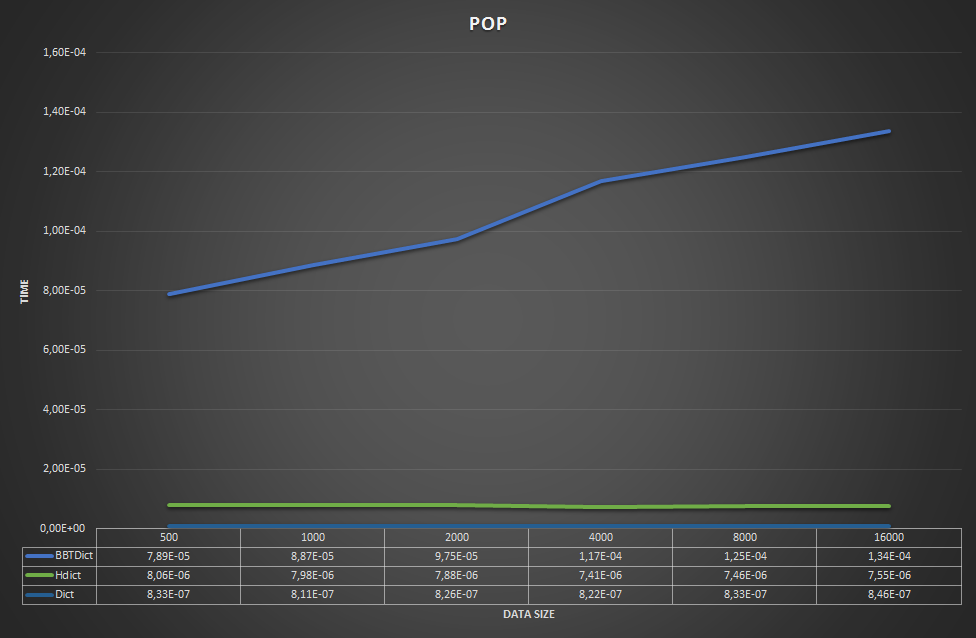 POP
1,60E-04
1,40E-04
1,20E-04
1,00E-04
8,00E-05
6,00E-05
4,00E-05
2,00E-05
0,00E+00
TIME
500 1000 2000 4000 8000 16000
BBTDict 7,89E-05 8,87E-05 9,75E-05 1,17E-04 1,25E-04 1,34E-04
Hdict 8,06E-06 7,98E-06 7,88E-06 7,41E-06 7,46E-06 7,55E-06
Dict 8,33E-07 8,11E-07 8,26E-07 8,22E-07 8,33E-07 8,46E-07
DATA SIZE